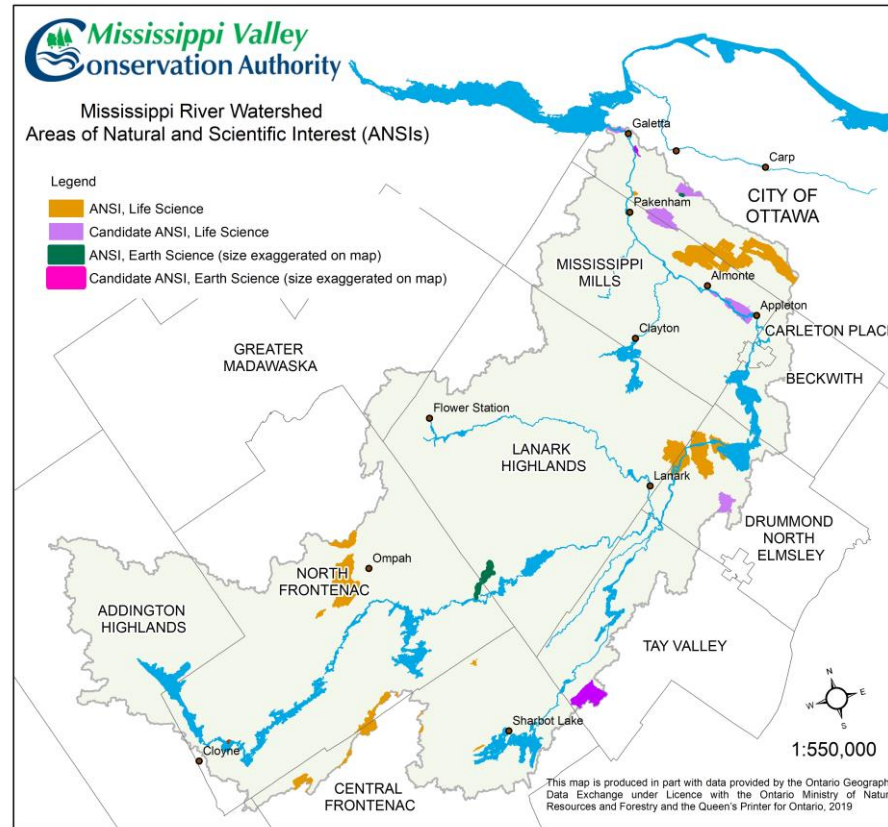 Mississippi Valley
Conservation Authority
Mississippi River Watershed
Areas of Natural and Scientific Interest (ANSIs)
Legend
ANSI, Life Science
Candidate ANSI, Life Science
ANSI, Earth Science (size exaggerated on map)
Candidate ANSI, Earth Science (size exaggerated on map)
Galetta
Carp
CITY OF
OTTAWA
Pakenham
MISSISSIPPI
MILLS
Almonte
Appleton
CARLETON PLACE
Clayton
GREATER
MADAWASKA
BECKWITH
Flower Station
LANARK
HIGHLANDS
Lanark
DRUMMOND
NORTH
ELMSLEY
Ompah
NORTH
FRONTENAC
ADDINGTON
HIGHLANDS
TAY VALLEY
N
W
E
S
Sharbot Lake
Cloyne
1:550,000
CENTRAL
FRONTENAC
This map is produced in part with data provided by the Ontario Geograph
Data Exchange under Licence with the Ontario Ministry of Natur
Resources and Forestry and the Queen's Printer for Ontario, 2019